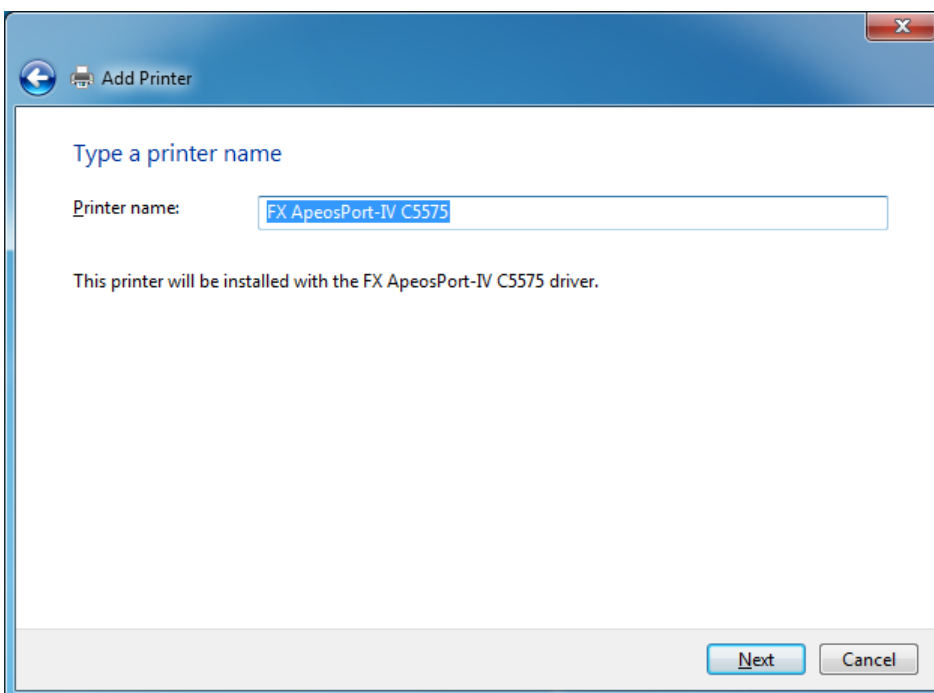 Add Printer
Type a printer name
Printer name: FX ApeosPort-IV C5575
This printer will be installed with the FX ApeosPort-IV C5575 driver.
Next Cancel